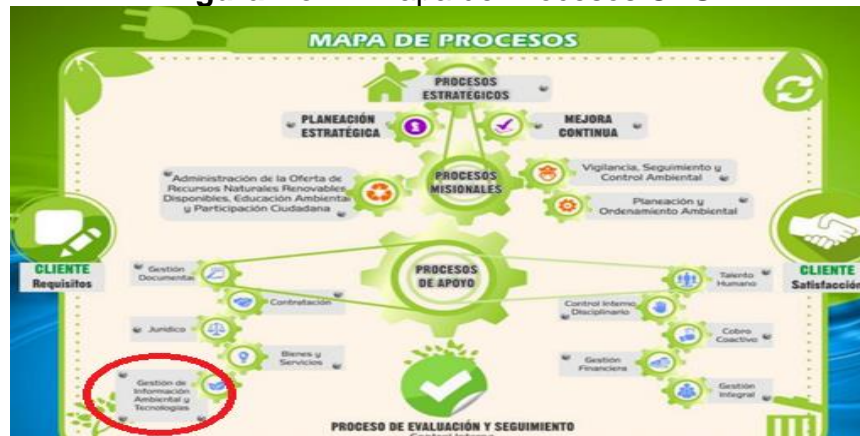 MAPA DE PROCESOS
PROCESOS
ESTRATÉGICOS
PLANEACIÓN
ESTRATÉGICA
MEJORA
CONTINUA
Administración de la Oferta de
Recursos Naturales Renovables
Disponibles, Educación Ambiental
y Participación Ciudadana
PROCESOS
MISIONALES
Vigilancia, Seguimiento y
Control Ambiental
Planeación y
Ordenamiento Ambiental
CLIENTE
Requisitos
CLIENTE
Satisfacción
PROCESOS
DE APOYO
Gestión
Documental
Contratación
Jurídico
Bienes y
Servicios
Gestión de
Información
Ambiental y
Tecnologías
Talento
Humano
Control Interno
Disciplinario
Cobro
Coactivo
Gestión
Financiera
Gestión
Integral
PROCESO DE EVALUACIÓN Y SEGUIMIENTO
Control Interno